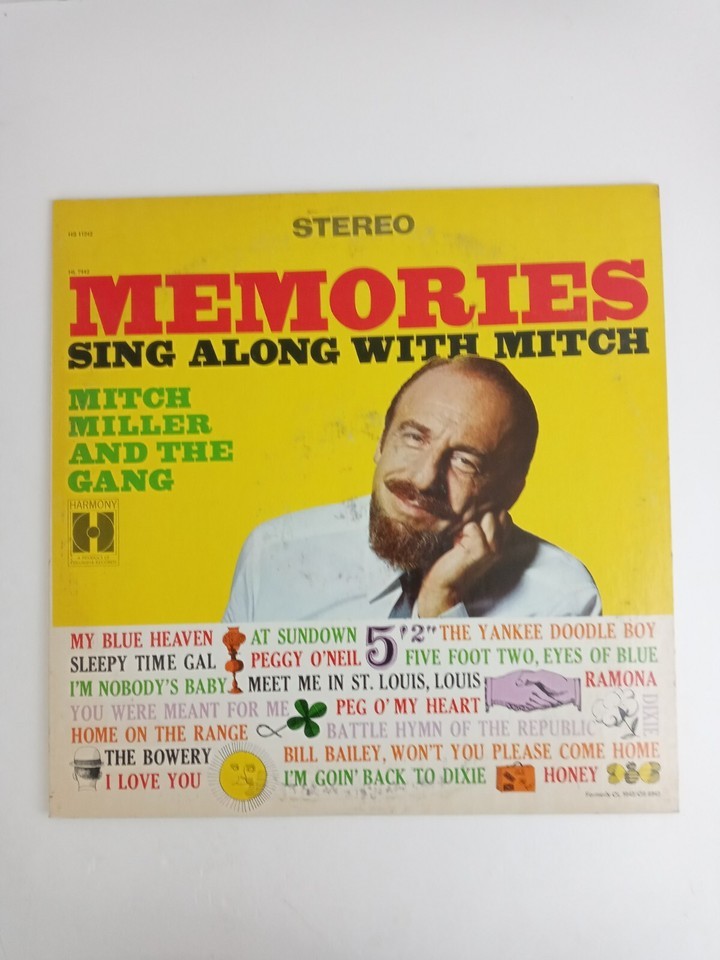 STEREO
MEMORIES
SING ALONG WITH MITCH
MITCH
MILLER
AND THE
GANG
HARMONY
MY BLUE HEAVEN AT SUNDOWN 5'2" THE YANKEE DOODLE BOY
SLEEPY TIME GAL PEGGY O'NEIL FIVE FOOT TWO, EYES OF BLUE
I'M NOBODY'S BABY MEET ME IN ST. LOUIS, LOUIS RAMONA
YOU WERE MEANT FOR ME PEG O' MY HEART DIXIE
HOME ON THE RANGE BATTLE HYMN OF THE REPUBLIC
THE BOWERY BILL BAILEY, WON'T YOU PLEASE COME HOME
I LOVE YOU I'M GOIN' BACK TO DIXIE HONEY